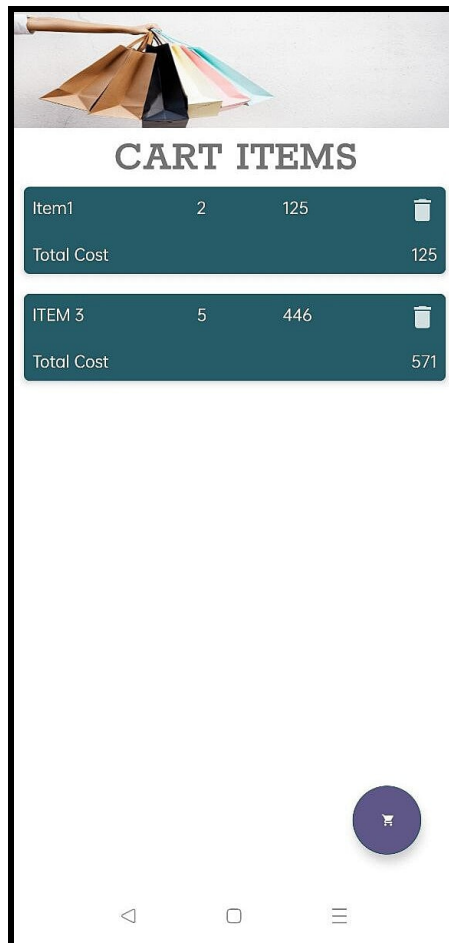 CART ITEMS
Item1 2 125
Total Cost 125
ITEM 3 5 446
Total Cost 571